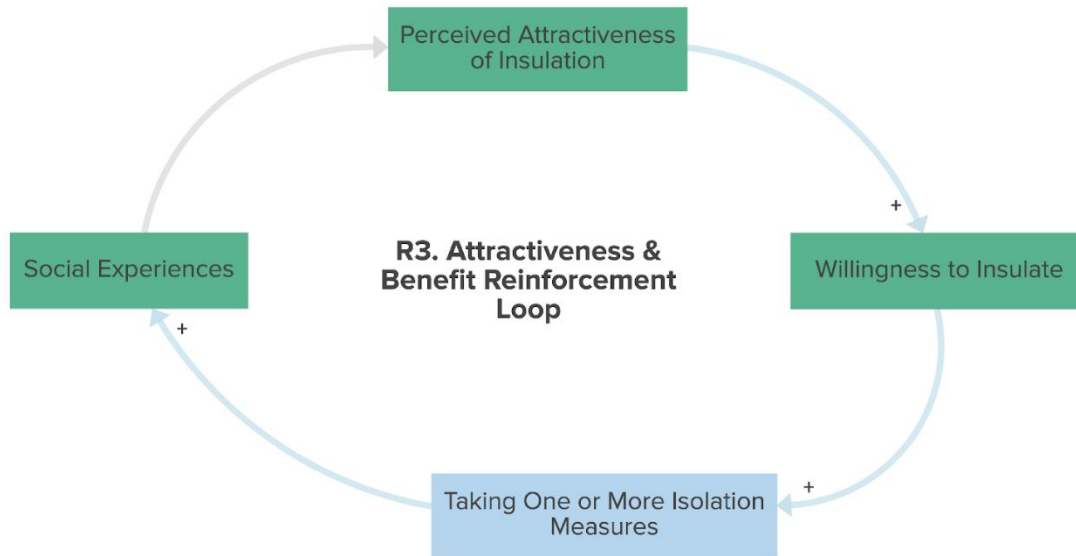 Perceived Attractiveness
of Insulation
+
Social Experiences
R3. Attractiveness &
Benefit Reinforcement
Loop
Willingness to Insulate
+
+
Taking One or More Isolation
Measures